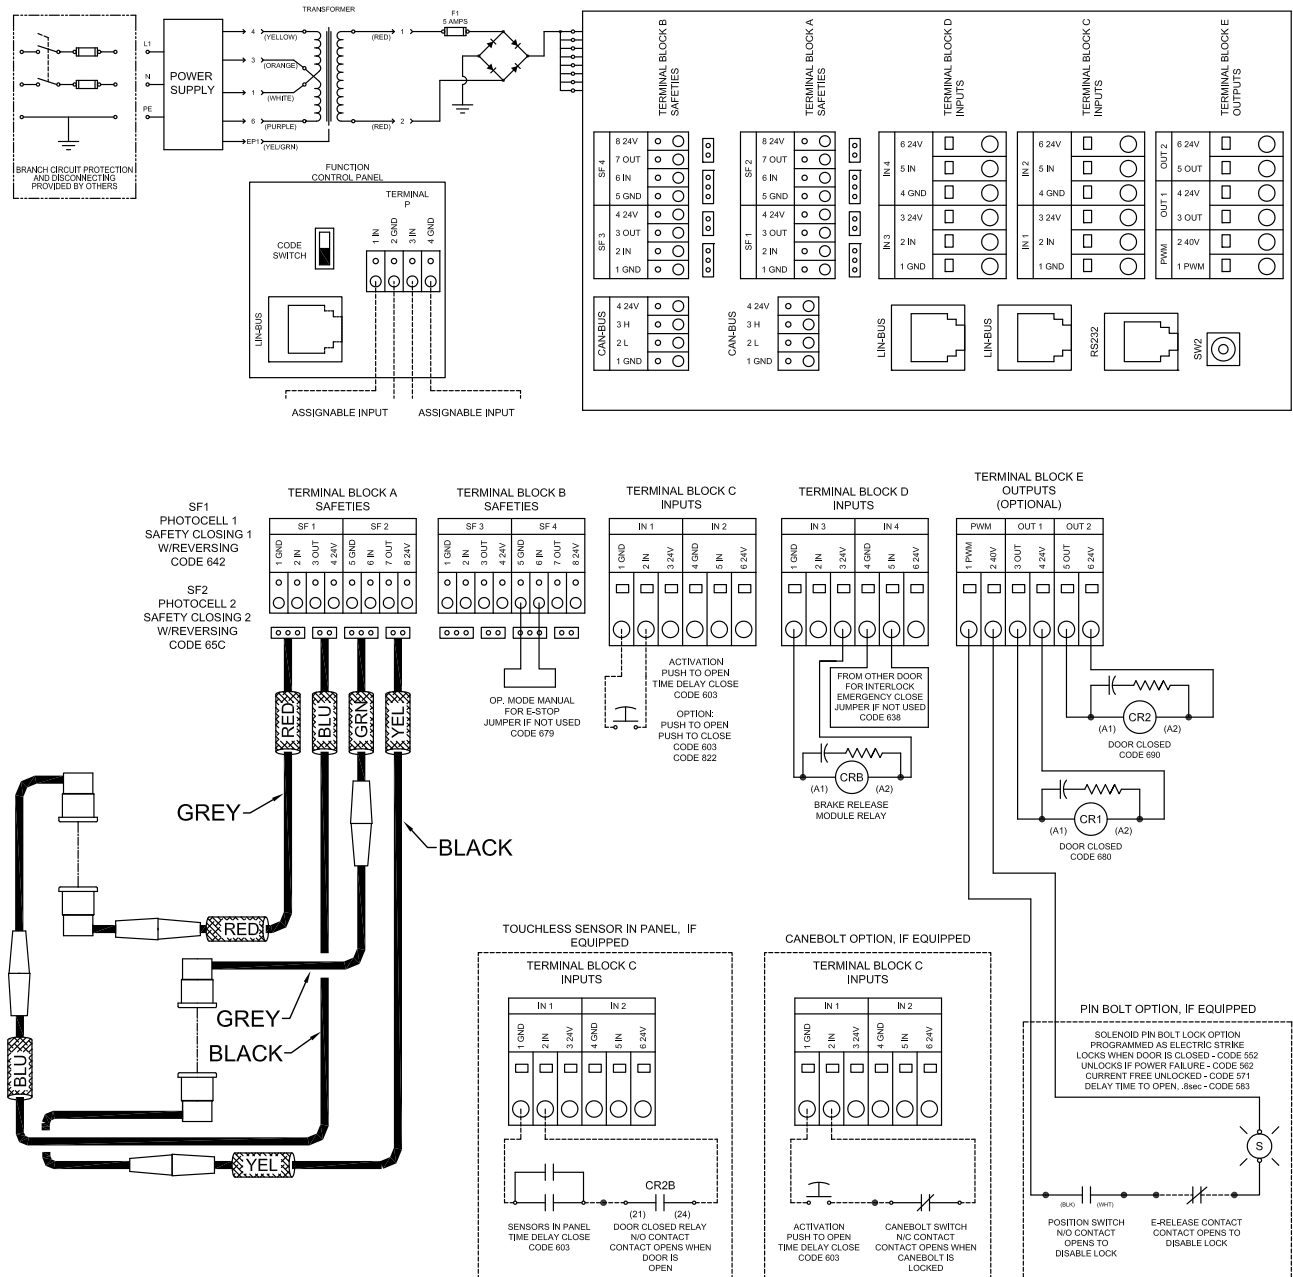 TRANSFORMER
F1
5 AMPS
L1
N
PE
POWER
SUPPLY
4 (YELLOW)
3 (ORANGE)
1 (WHITE)
6 (PURPLE)
EP1 (YEL/GRN)
(RED) 1
(RED) 2
BRANCH CIRCUIT PROTECTION
AND DISCONNECTING
PROVIDED BY OTHERS
FUNCTION
CONTROL PANEL
TERMINAL
P
CODE
SWITCH
1 IN
2 GND
3 IN
4 GND
LIN-BUS
ASSIGNABLE INPUT
ASSIGNABLE INPUT
TERMINAL BLOCK B
SAFETIES
SF 4
8 24V
7 OUT
6 IN
5 GND
SF 3
4 24V
3 OUT
2 IN
1 GND
TERMINAL BLOCK A
SAFETIES
SF 2
8 24V
7 OUT
6 IN
5 GND
SF 1
4 24V
3 OUT
2 IN
1 GND
TERMINAL BLOCK D
INPUTS
IN 4
6 24V
5 IN
4 GND
IN 3
3 24V
2 IN
1 GND
TERMINAL BLOCK C
INPUTS
IN 2
6 24V
5 IN
4 GND
IN 1
3 24V
2 IN
1 GND
TERMINAL BLOCK E
OUTPUTS
OUT 2
6 24V
5 OUT
OUT 1
4 24V
3 OUT
PWM
2 40V
1 PWM
CAN-BUS
4 24V
3 H
2 L
1 GND
CAN-BUS
4 24V
3 H
2 L
1 GND
LIN-BUS
LIN-BUS
RS232
SW2
SF1
PHOTOCELL 1
SAFETY CLOSING 1
W/REVERSING
CODE 642
SF2
PHOTOCELL 2
SAFETY CLOSING 2
W/REVERSING
CODE 65C
TERMINAL BLOCK A
SAFETIES
SF 1
SF 2
1 GND
2 IN
3 OUT
4 24V
5 GND
6 IN
7 OUT
8 24V
TERMINAL BLOCK B
SAFETIES
SF 3
SF 4
1 GND
2 IN
3 OUT
4 24V
5 GND
6 IN
7 OUT
8 24V
OP. MODE MANUAL
FOR E-STOP
JUMPER IF NOT USED
CODE 679
TERMINAL BLOCK C
INPUTS
IN 1
IN 2
1 GND
2 IN
3 24V
4 GND
5 IN
6 24V
ACTIVATION
PUSH TO OPEN
TIME DELAY CLOSE
CODE 603
OPTION:
PUSH TO OPEN
PUSH TO CLOSE
CODE 603
CODE 822
TERMINAL BLOCK D
INPUTS
IN 3
IN 4
1 GND
2 IN
3 24V
4 GND
5 IN
6 24V
FROM OTHER DOOR
FOR INTERLOCK
EMERGENCY CLOSE
JUMPER IF NOT USED
CODE 638
CRB
(A1)
(A2)
BRAKE RELEASE
MODULE RELAY
TERMINAL BLOCK E
OUTPUTS
(OPTIONAL)
PWM
OUT 1
OUT 2
1 PWM
2 40V
3 OUT
4 24V
5 OUT
6 24V
CR2
(A1)
(A2)
DOOR CLOSED
CODE 690
CR1
(A1)
(A2)
DOOR CLOSED
CODE 680
RED
BLU
GRN
YEL
GREY
BLACK
RED
GREY
BLACK
BLU
YEL
TOUCHLESS SENSOR IN PANEL, IF
EQUIPPED
TERMINAL BLOCK C
INPUTS
IN 1
IN 2
1 GND
2 IN
3 24V
4 GND
5 IN
6 24V
CR2B
(21)
(24)
SENSORS IN PANEL
TIME DELAY CLOSE
CODE 603
DOOR CLOSED RELAY
N/O CONTACT
CONTACT OPENS WHEN
DOOR IS
OPEN
CANEBOLT OPTION, IF EQUIPPED
TERMINAL BLOCK C
INPUTS
IN 1
IN 2
1 GND
2 IN
3 24V
4 GND
5 IN
6 24V
ACTIVATION
PUSH TO OPEN
TIME DELAY CLOSE
CODE 603
CANEBOLT SWITCH
N/C CONTACT
CONTACT OPENS WHEN
CANEBOLT IS
LOCKED
PIN BOLT OPTION, IF EQUIPPED
SOLENOID PIN BOLT LOCK OPTION
PROGRAMMED AS ELECTRIC STRIKE
LOCKS WHEN DOOR IS CLOSED - CODE 552
UNLOCKS IF POWER FAILURE - CODE 562
CURRENT FREE UNLOCKED - CODE 571
DELAY TIME TO OPEN, .8sec - CODE 583
S
(BLK)
(WHT)
POSITION SWITCH
N/O CONTACT
OPENS TO
DISABLE LOCK
E-RELEASE CONTACT
CONTACT OPENS TO
DISABLE LOCK